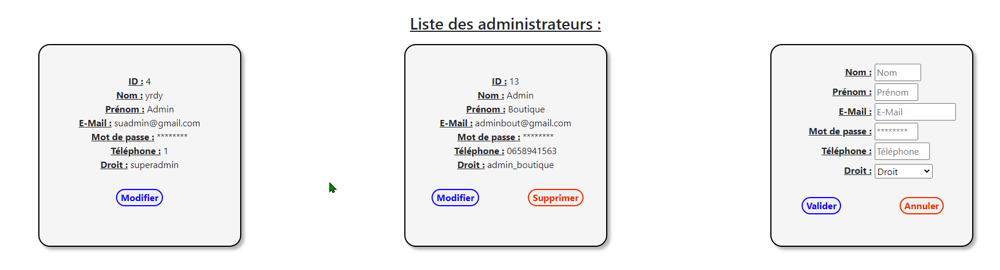 Liste des administrateurs :
ID : 4
Nom : yrdy
Prénom : Admin
E-Mail : suadmin@gmail.com
Mot de passe : ********
Téléphone : 1
Droit : superadmin
Modifier
ID : 13
Nom : Admin
Prénom : Boutique
E-Mail : adminbout@gmail.com
Mot de passe : ********
Téléphone : 0658941563
Droit : admin_boutique
Modifier Supprimer
Nom : Nom
Prénom : Prénom
E-Mail : E-Mail
Mot de passe : ********
Téléphone : Téléphone
Droit : Droit
Valider Annuler